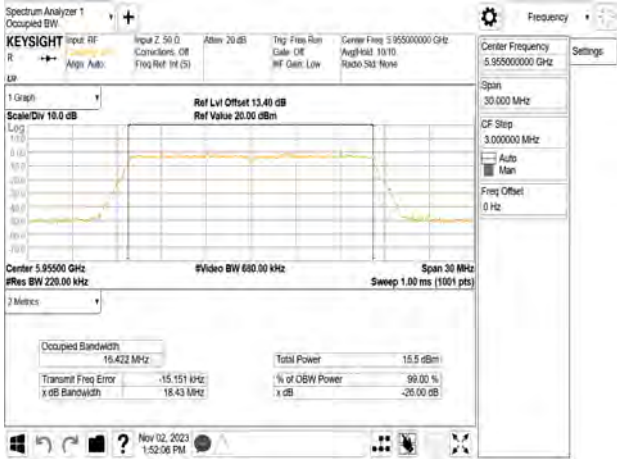 Spectrum Analyzer 1
Occupied BW
+
Frequency
KEYSIGHT
Input: RF
Input Z: 50 Ω
Atten: 20 dB
Trig: Free Run
Center Freq: 5.955000000 GHz
R
Align: Auto
Corrections: Off
Freq Ref: Int (S)
Gate: Off
#IF Gain: Low
Avg|Hold: 10/10
Radio Std: None
Center Frequency
5.955000000 GHz
Settings
Span
30.000 MHz
CF Step
3.000000 MHz
Auto
Man
Freq Offset
0 Hz
1 Graph
Ref Lvl Offset 13.40 dB
Scale/Div 10.0 dB
Ref Value 20.00 dBm
Log
10.0
0.00
Center 5.95500 GHz
#Video BW 680.00 kHz
Span 30 MHz
#Res BW 220.00 kHz
Sweep 1.00 ms (1001 pts)
2 Metrics
Occupied Bandwidth
16.422 MHz
Total Power
15.5 dBm
Transmit Freq Error
-15.151 kHz
% of OBW Power
99.00 %
x dB Bandwidth
18.43 MHz
x dB
-26.00 dB
?
Nov 02, 2023
1:52:06 PM